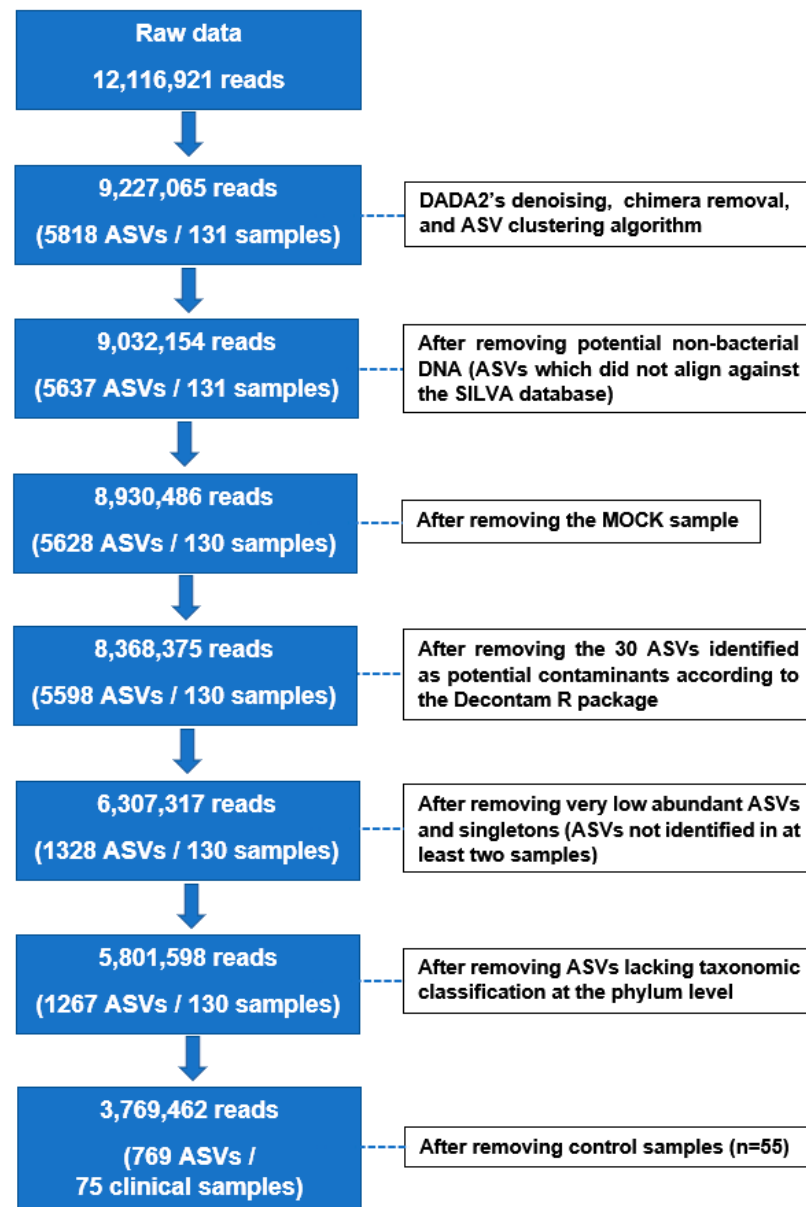 Raw data
12,116,921 reads
9,227,065 reads
(5818 ASVs / 131 samples)
DADA2's denoising, chimera removal,
and ASV clustering algorithm
9,032,154 reads
(5637 ASVs / 131 samples)
After removing potential non-bacterial
DNA (ASVs which did not align against
the SILVA database)
8,930,486 reads
(5628 ASVs / 130 samples)
After removing the MOCK sample
8,368,375 reads
(5598 ASVs / 130 samples)
After removing the 30 ASVs identified
as potential contaminants according to
the Decontam R package
6,307,317 reads
(1328 ASVs / 130 samples)
After removing very low abundant ASVs
and singletons (ASVs not identified in at
least two samples)
5,801,598 reads
(1267 ASVs / 130 samples)
After removing ASVs lacking taxonomic
classification at the phylum level
3,769,462 reads
(769 ASVs /
75 clinical samples)
After removing control samples (n=55)